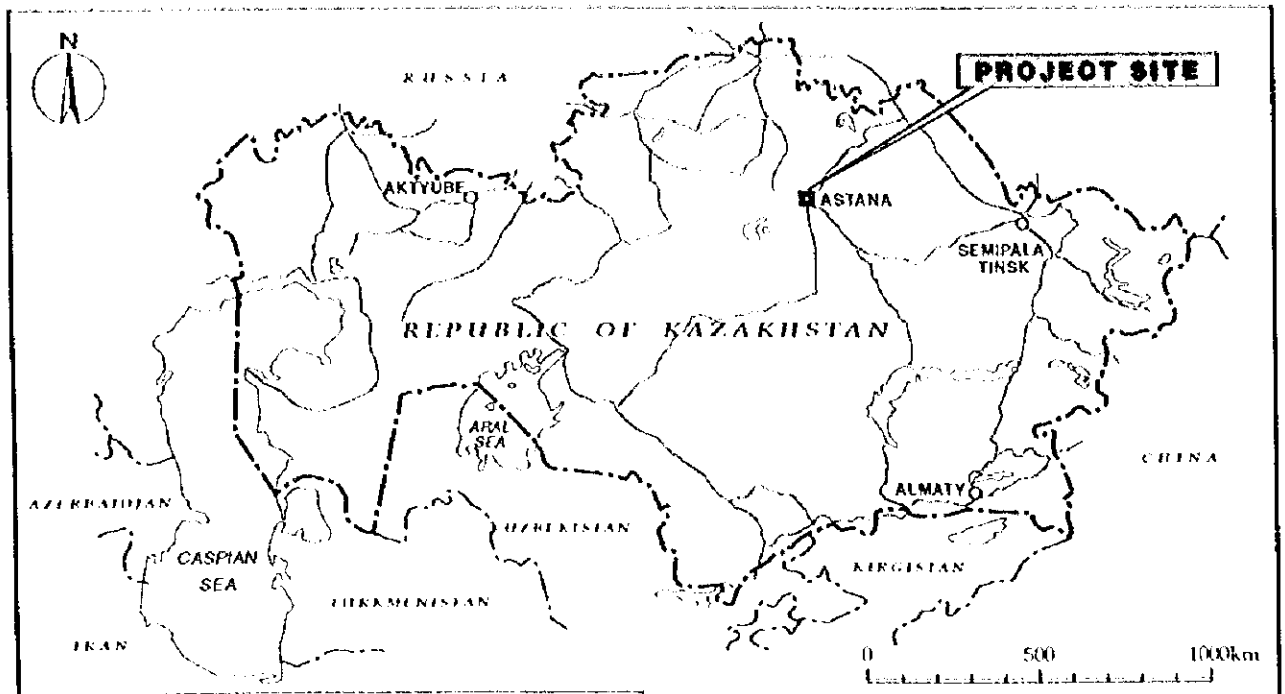 N
RUSSIA
PROJECT SITE
AKTYUBE
ASTANA
SEMIPALA
TINSK
REPUBLIC OF KAZAKHSTAN
ARAL
SEA
CHINA
ALMATY
AZERBAIDJAN
UZBEKISTAN
CASPIAN
SEA
KIRGISTAN
TURKMENISTAN
IRAN
0 500 1000km